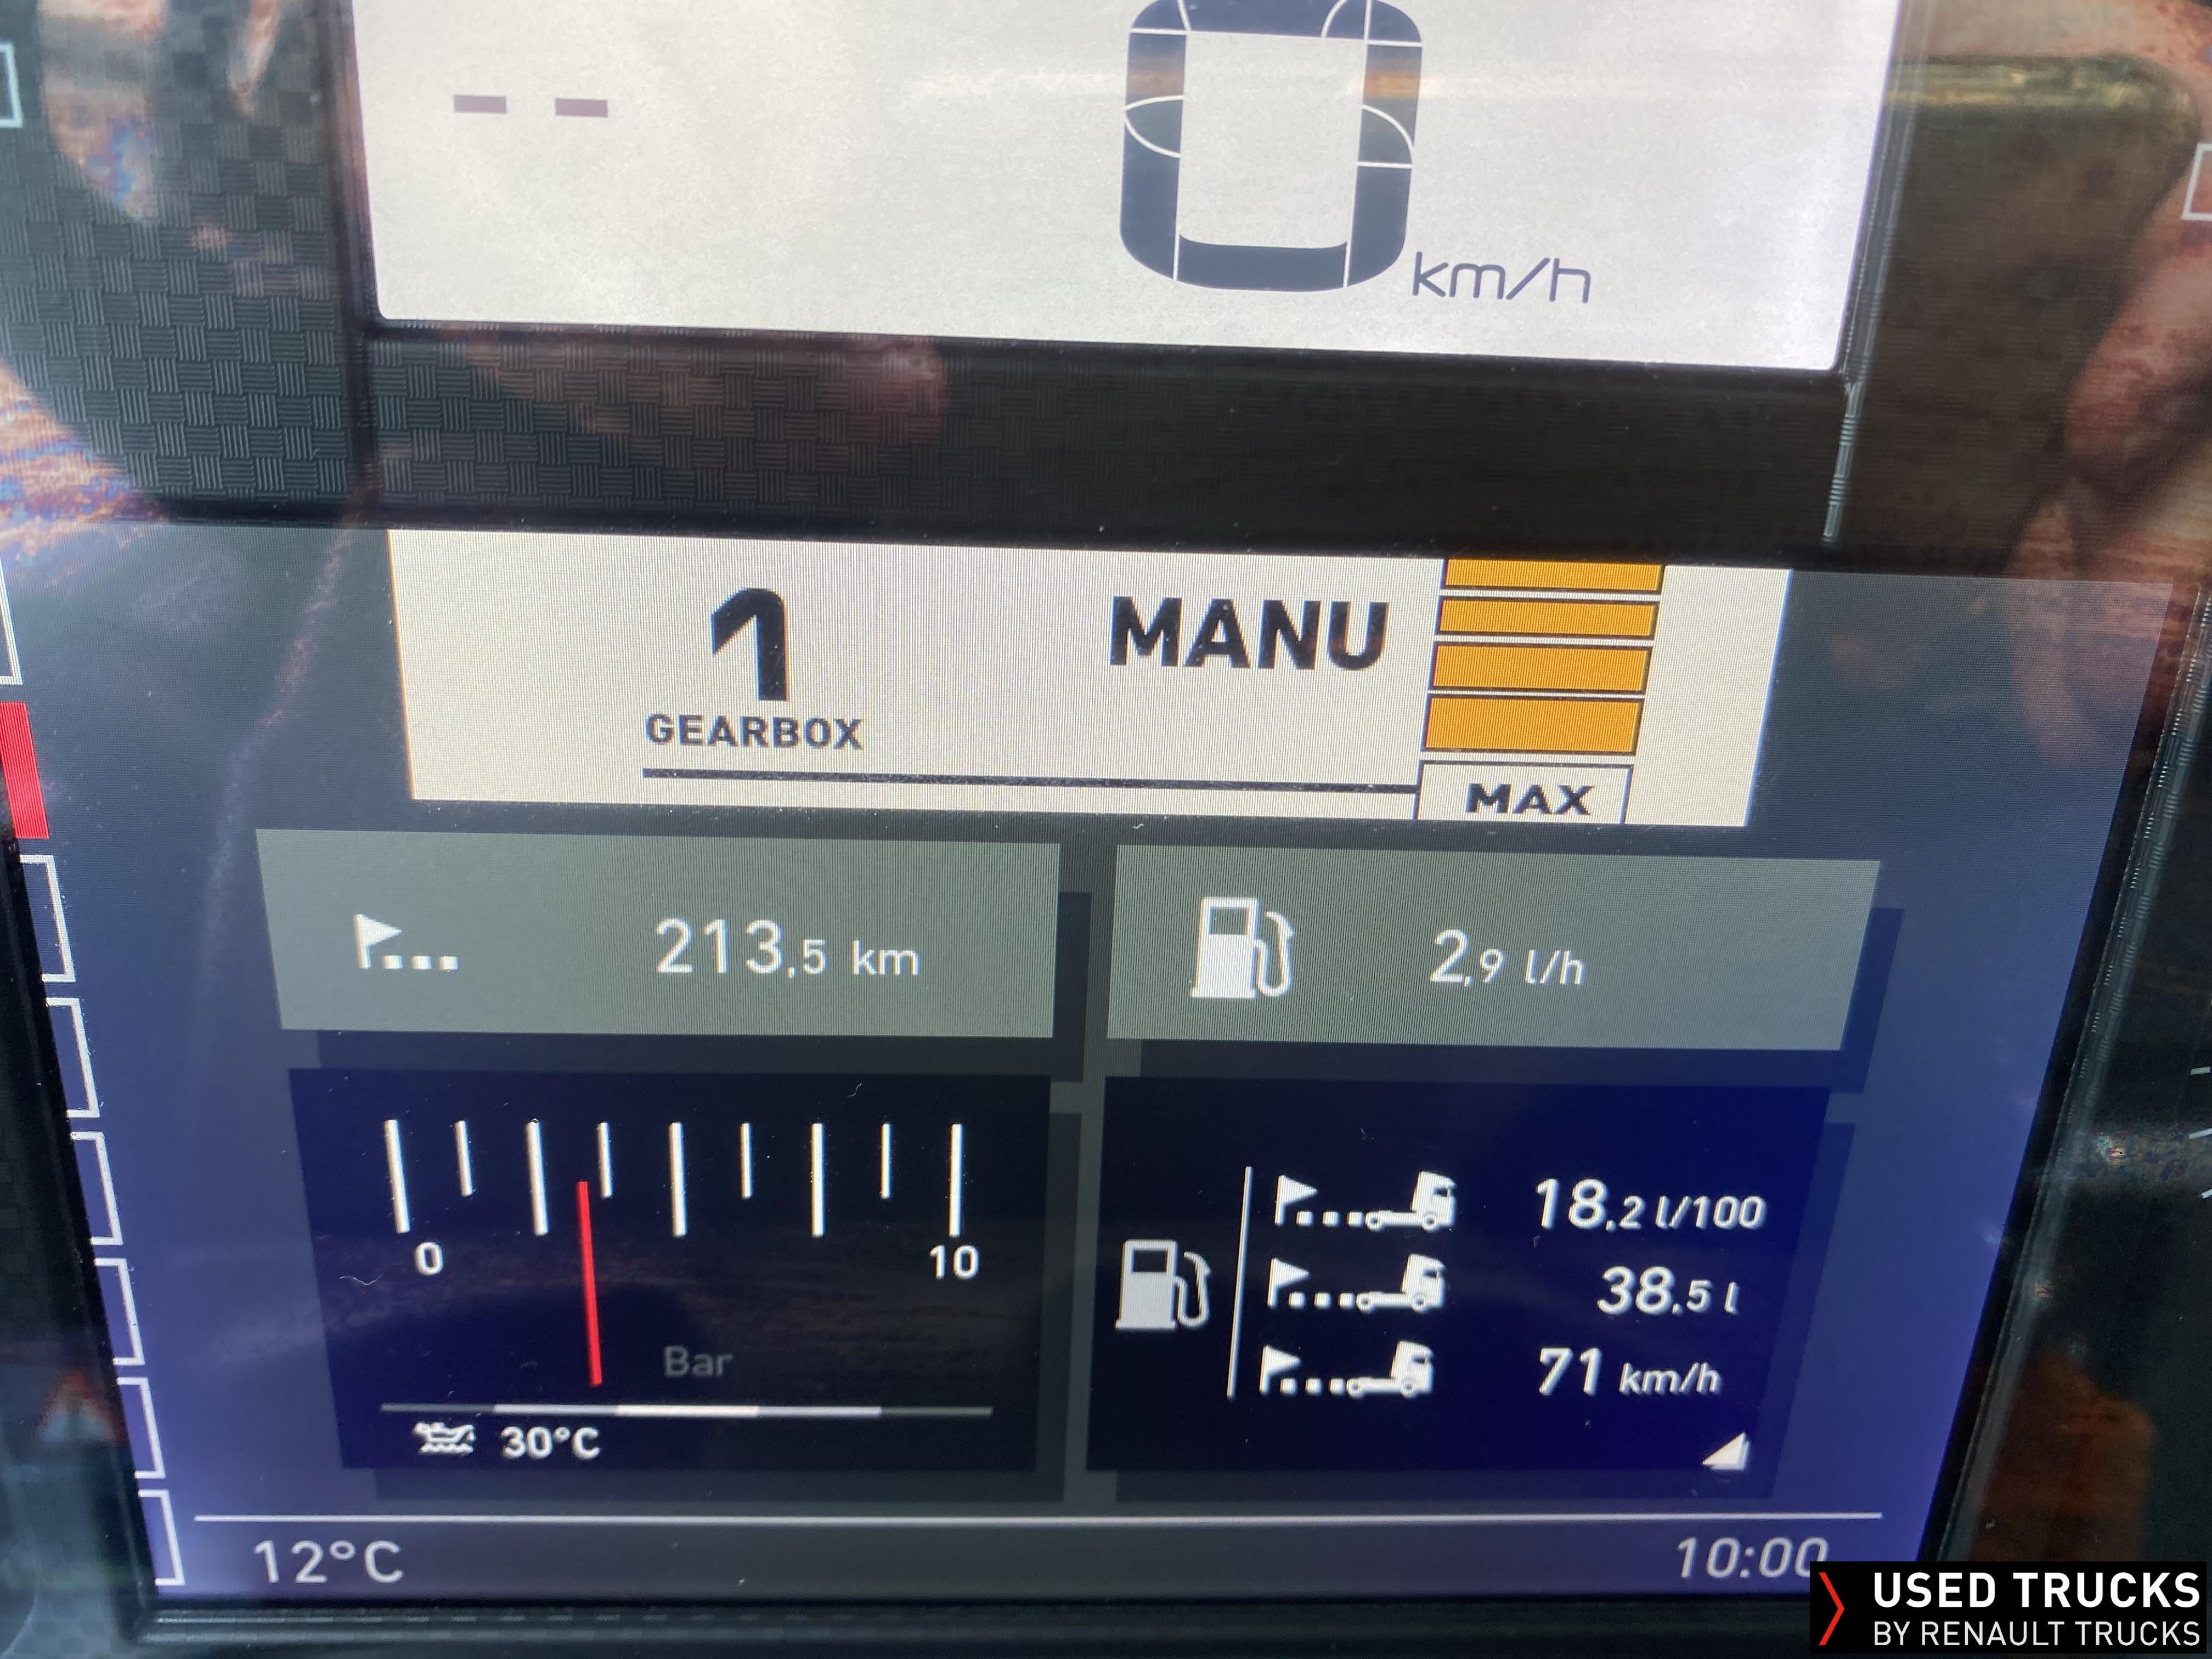 -- 0 km/h
1 MANU
GEARBOX
MAX
213,5 km
2,9 l/h
0 10
Bar
30°C
18,2 l/100
38,5 l
71 km/h
12°C 10:00
USED TRUCKS
BY RENAULT TRUCKS